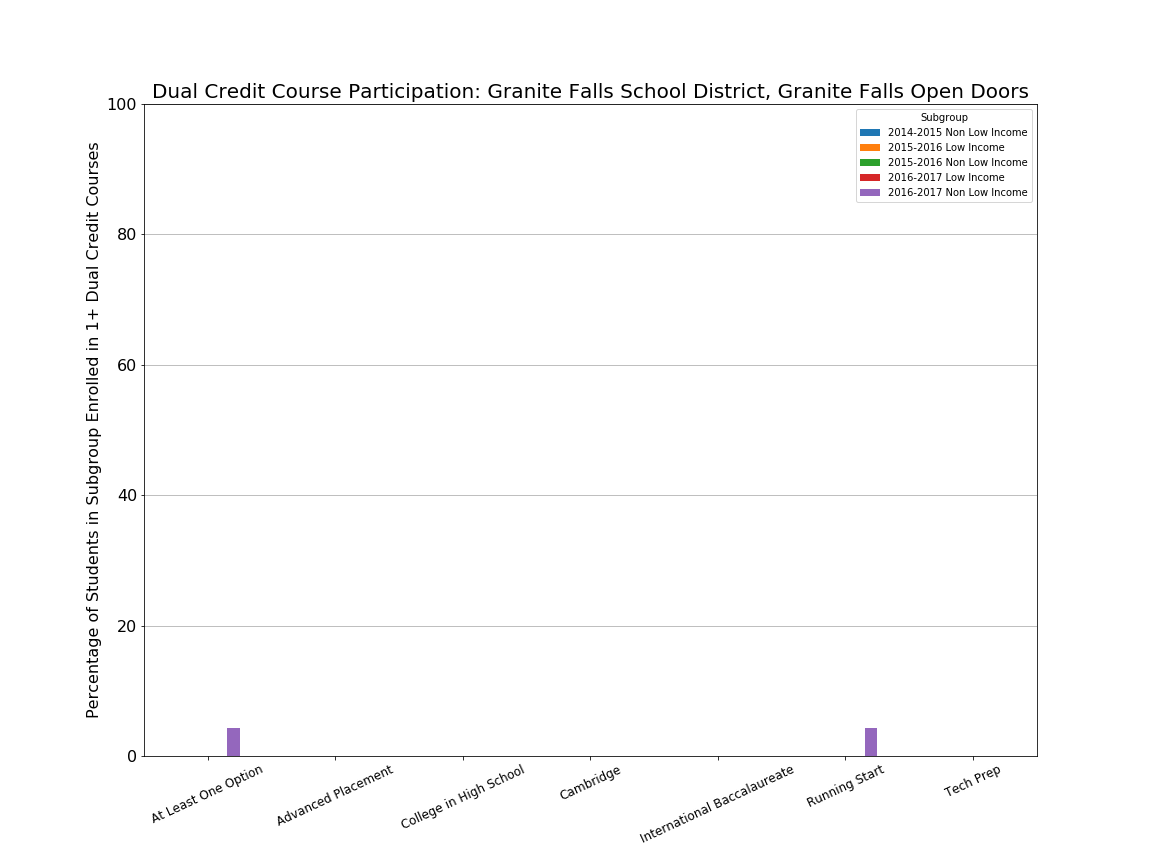 Dual Credit Course Participation: Granite Falls School District, Granite Falls Open Doors
Subgroup
2014-2015 Non Low Income
2015-2016 Low Income
2015-2016 Non Low Income
2016-2017 Low Income
2016-2017 Non Low Income
Percentage of Students in Subgroup Enrolled in 1+ Dual Credit Courses
100
80
60
40
20
0
At Least One Option
Advanced Placement
College in High School
Cambridge
International Baccalaureate
Running Start
Tech Prep